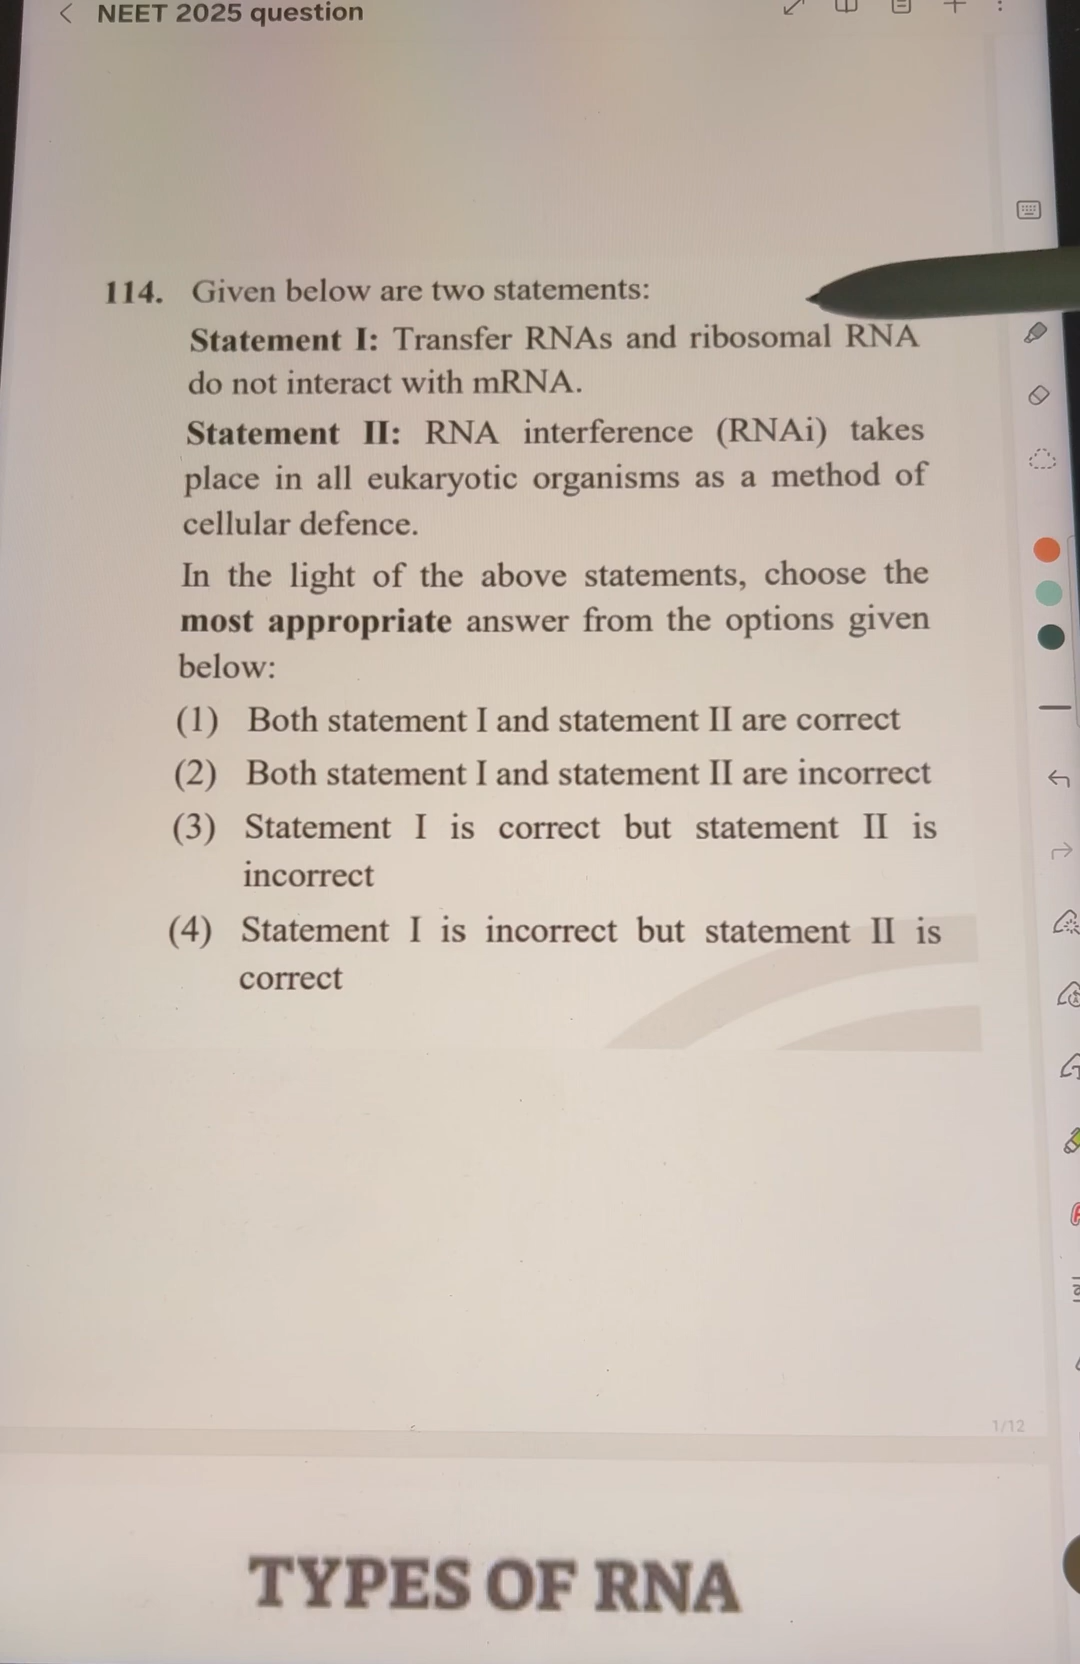 NEET 2025 question
114. Given below are two statements:
Statement I: Transfer RNAs and ribosomal RNA
do not interact with mRNA.
Statement II: RNA interference (RNAi) takes
place in all eukaryotic organisms as a method of
cellular defence.
In the light of the above statements, choose the
most appropriate answer from the options given
below:
(1) Both statement I and statement II are correct
(2) Both statement I and statement II are incorrect
(3) Statement I is correct but statement II is
incorrect
(4) Statement I is incorrect but statement II is
correct
1/12
TYPES OF RNA